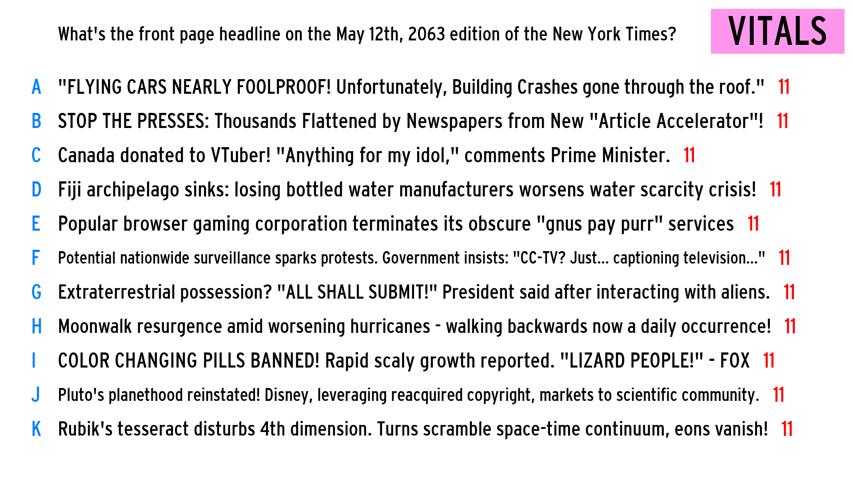 What's the front page headline on the May 12th, 2063 edition of the New York Times?
VITALS
A "FLYING CARS NEARLY FOOLPROOF! Unfortunately, Building Crashes gone through the roof." 11
B STOP THE PRESSES: Thousands Flattened by Newspapers from New "Article Accelerator"! 11
C Canada donated to VTuber! "Anything for my idol," comments Prime Minister. 11
D Fiji archipelago sinks: losing bottled water manufacturers worsens water scarcity crisis! 11
E Popular browser gaming corporation terminates its obscure "gnus pay purr" services 11
F Potential nationwide surveillance sparks protests. Government insists: "CC-TV? Just... captioning television..." 11
G Extraterrestrial possession? "ALL SHALL SUBMIT!" President said after interacting with aliens. 11
H Moonwalk resurgence amid worsening hurricanes - walking backwards now a daily occurrence! 11
I COLOR CHANGING PILLS BANNED! Rapid scaly growth reported. "LIZARD PEOPLE!" - FOX 11
J Pluto's planethood reinstated! Disney, leveraging reacquired copyright, markets to scientific community. 11
K Rubik's tesseract disturbs 4th dimension. Turns scramble space-time continuum, eons vanish! 11